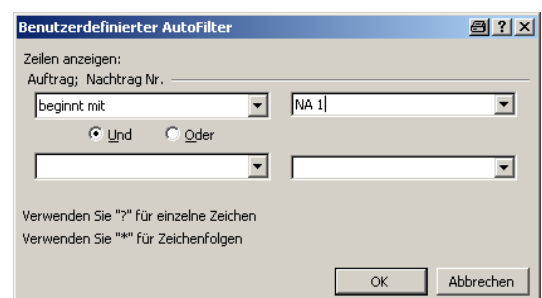 Benutzerdefinierter AutoFilter
Zeilen anzeigen:
Auftrag; Nachtrag Nr.
beginnt mit NA 1
Und Oder
Verwenden Sie "?" für einzelne Zeichen
Verwenden Sie "*" für Zeichenfolgen
OK Abbrechen